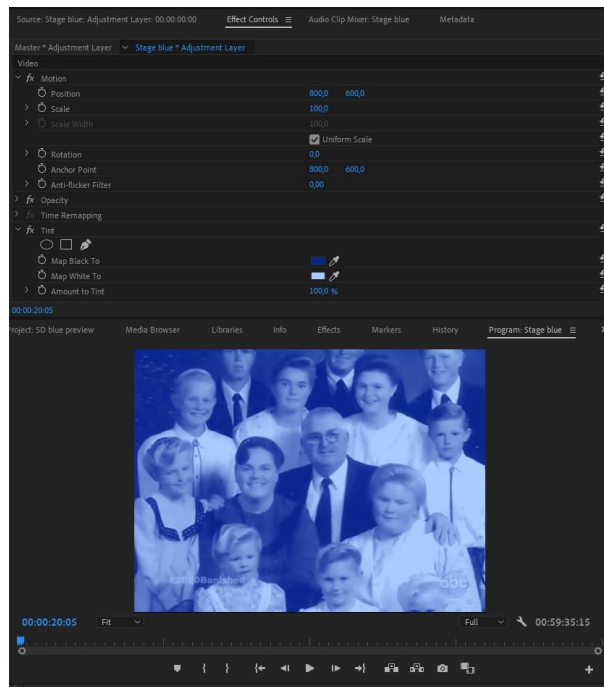 Source: Stage blue: Adjustment Layer: 00:00:00:00 Effect Controls Audio Clip Mixer: Stage blue Metadata
Master * Adjustment Layer Stage blue * Adjustment Layer
Video
fx Motion
Position 800,0 600,0
Scale 100,0
Scale Width 100,0
Uniform Scale
Rotation 0,0
Anchor Point 800,0 600,0
Anti-flicker Filter 0,00
fx Opacity
fx Time Remapping
fx Tint
Map Black To
Map White To
Amount to Tint 100,0 %
00:00:20:05
Project: SD blue preview Media Browser Libraries Info Effects Markers History Program: Stage blue
#2020Banished
abc
00:00:20:05 Fit Full 00:59:35:15